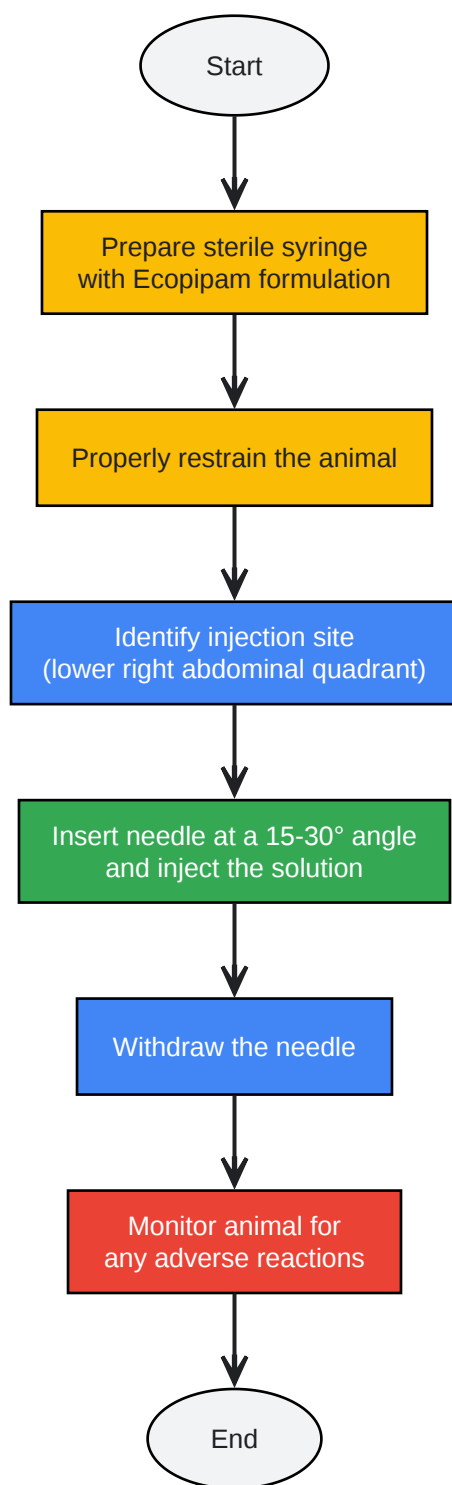 Start
Prepare sterile syringe
with Ecopipam formulation
Properly restrain the animal
Identify injection site
(lower right abdominal quadrant)
Insert needle at a 15-30° angle
and inject the solution
Withdraw the needle
Monitor animal for
any adverse reactions
End